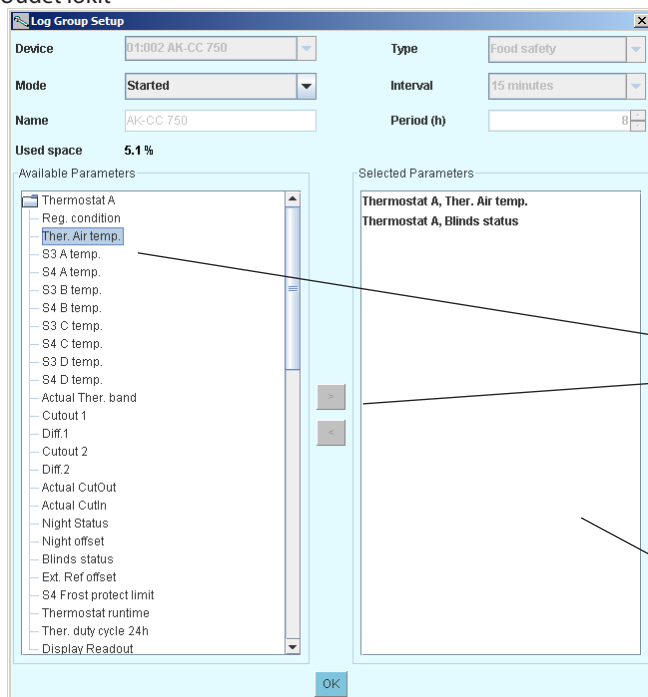 Uudet lokit
Log Group Setup
Device 01:002 AK-CC 750 Type Food safety
Mode Started Interval 15 minutes
Name AK-CC 750 Period (h) 8
Used space 5.1 %
Available Parameters
Thermostat A
Reg. condition
Ther. Air temp.
S3 A temp.
S4 A temp.
S3 B temp.
S4 B temp.
S3 C temp.
S4 C temp.
S3 D temp.
S4 D temp.
Actual Ther. band
Cutout 1
Diff.1
Cutout 2
Diff.2
Actual CutOut
Actual CutIn
Night Status
Night offset
Blinds status
Ext. Ref offset
S4 Frost protect limit
Thermostat runtime
Ther. duty cycle 24h
Display Readout
>
<
Selected Parameters
Thermostat A, Ther. Air temp.
Thermostat A, Blinds status
OK